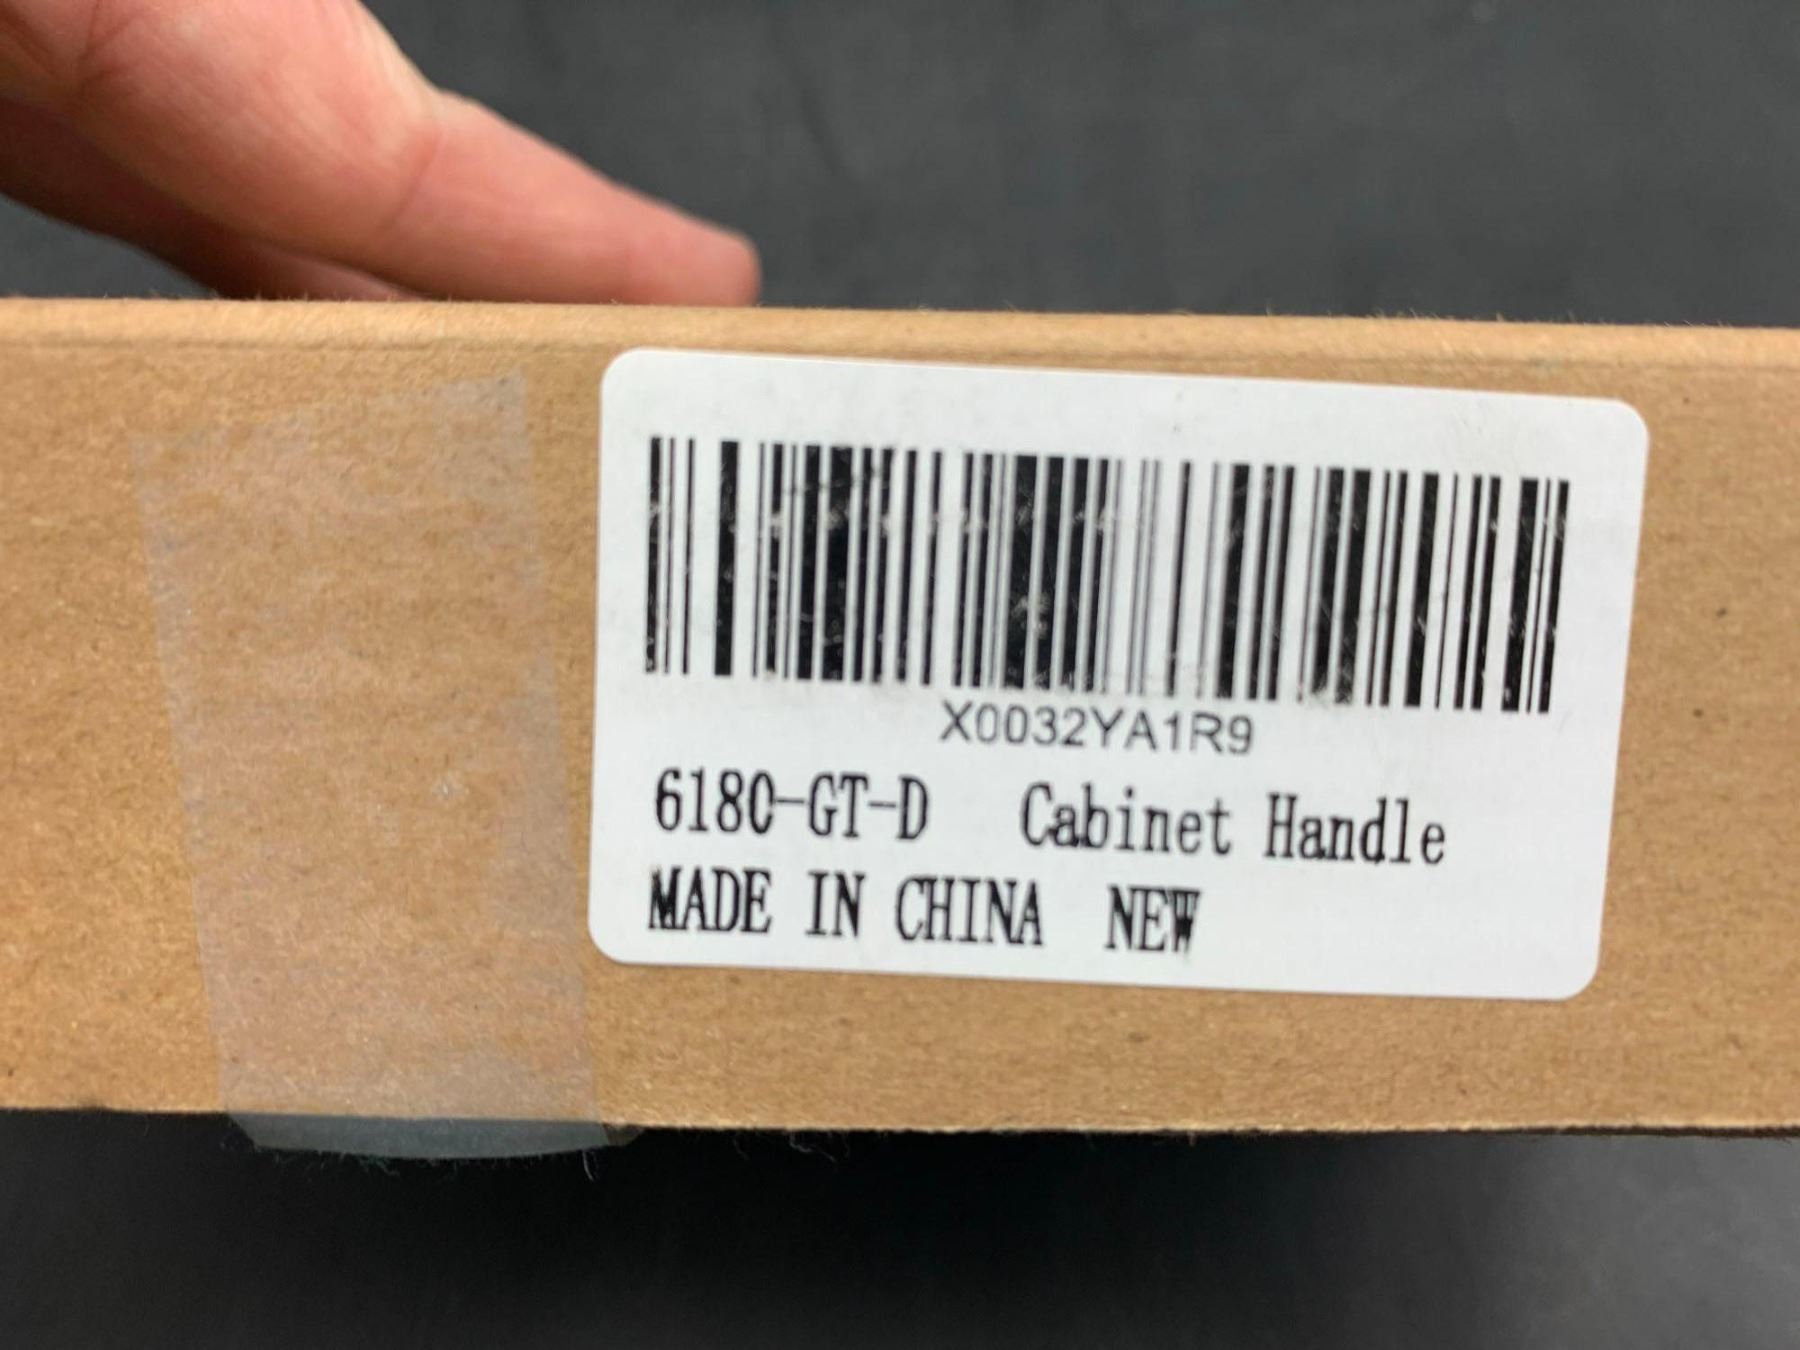 X0032YA1R9
6180-GT-D Cabinet Handle
MADE IN CHINA NEW